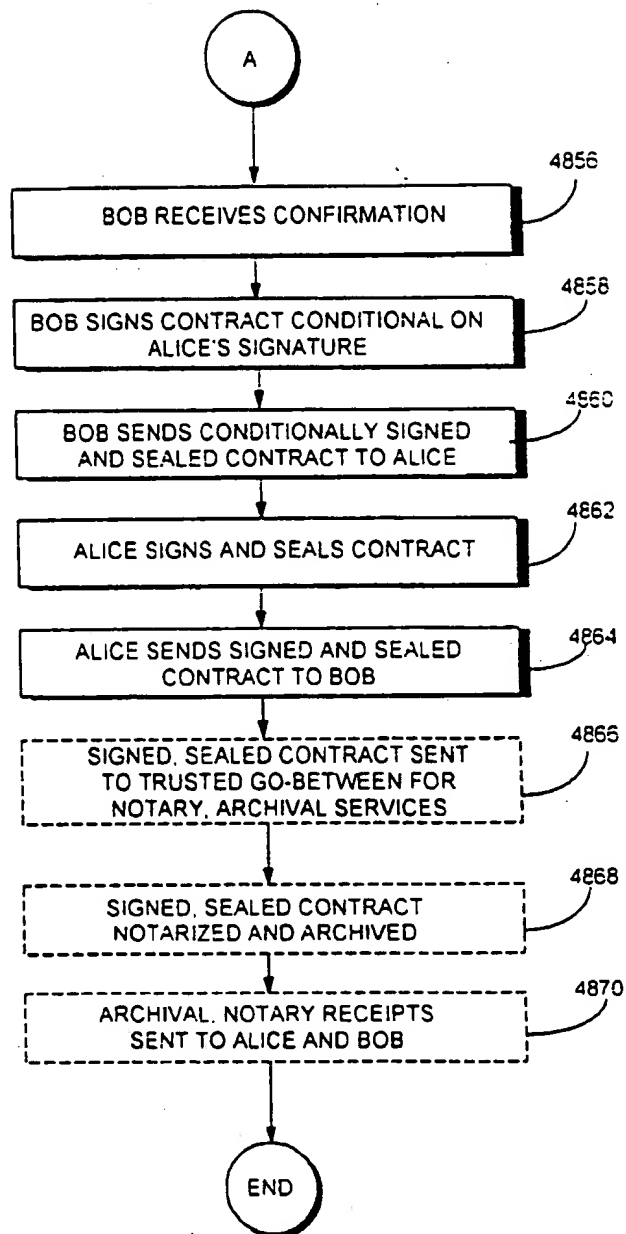 A
4856
BOB RECEIVES CONFIRMATION
4858
BOB SIGNS CONTRACT CONDITIONAL ON
ALICE'S SIGNATURE
4860
BOB SENDS CONDITIONALLY SIGNED
AND SEALED CONTRACT TO ALICE
4862
ALICE SIGNS AND SEALS CONTRACT
4864
ALICE SENDS SIGNED AND SEALED
CONTRACT TO BOB
4866
SIGNED, SEALED CONTRACT SENT
TO TRUSTED GO-BETWEEN FOR
NOTARY, ARCHIVAL SERVICES
4868
SIGNED, SEALED CONTRACT
NOTARIZED AND ARCHIVED
4870
ARCHIVAL, NOTARY RECEIPTS
SENT TO ALICE AND BOB
END